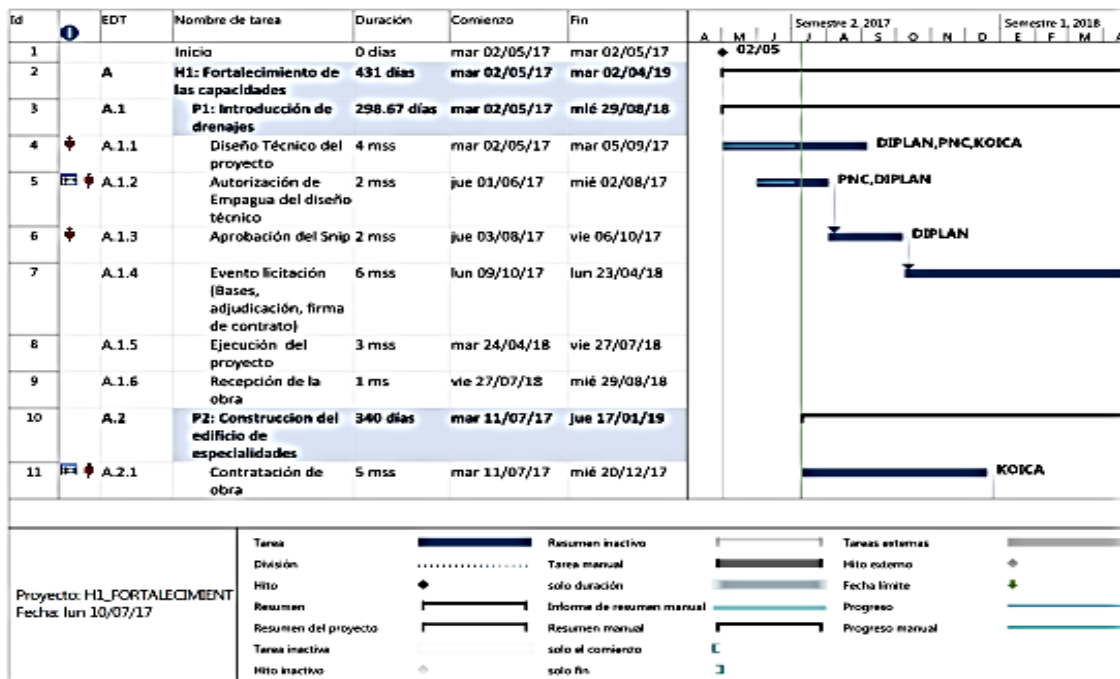 Id EDT Nombre de tarea Duración Comienzo Fin Semestre 2, 2017 Semestre 1, 2018
A M J J A S O N D E F M A
1 Inicio 0 días mar 02/05/17 mar 02/05/17 02/05
2 A H1: Fortalecimiento de 431 días mar 02/05/17 mar 02/04/19
las capacidades
3 A.1 P1: Introducción de 298.67 días mar 02/05/17 mié 29/08/18
drenajes
4 A.1.1 Diseño Técnico del 4 mss mar 02/05/17 mar 05/09/17 DIPLAN,PNC,KOICA
proyecto
5 A.1.2 Autorización de 2 mss jue 01/06/17 mié 02/08/17 PNC,DIPLAN
Empagua del diseño
técnico
6 A.1.3 Aprobación del Snip 2 mss jue 03/08/17 vie 06/10/17 DIPLAN
7 A.1.4 Evento licitación 6 mss lun 09/10/17 lun 23/04/18
(Bases,
adjudicación, firma
de contrato)
8 A.1.5 Ejecución del 3 mss mar 24/04/18 vie 27/07/18
proyecto
9 A.1.6 Recepción de la 1 ms vie 27/07/18 mié 29/08/18
obra
10 A.2 P2: Construccion del 340 días mar 11/07/17 jue 17/01/19
edificio de
especialidades
11 A.2.1 Contratación de 5 mss mar 11/07/17 mié 20/12/17 KOICA
obra
Proyecto: H1_FORTALECIMIENT
Fecha: lun 10/07/17
Tarea Resumen inactivo Tareas externas
División Tarea manual Hito externo
Hito solo duración Fecha límite
Resumen Informe de resumen manual Progreso
Resumen del proyecto Resumen manual Progreso manual
Tarea inactiva solo el comienzo
Hito inactivo solo fin